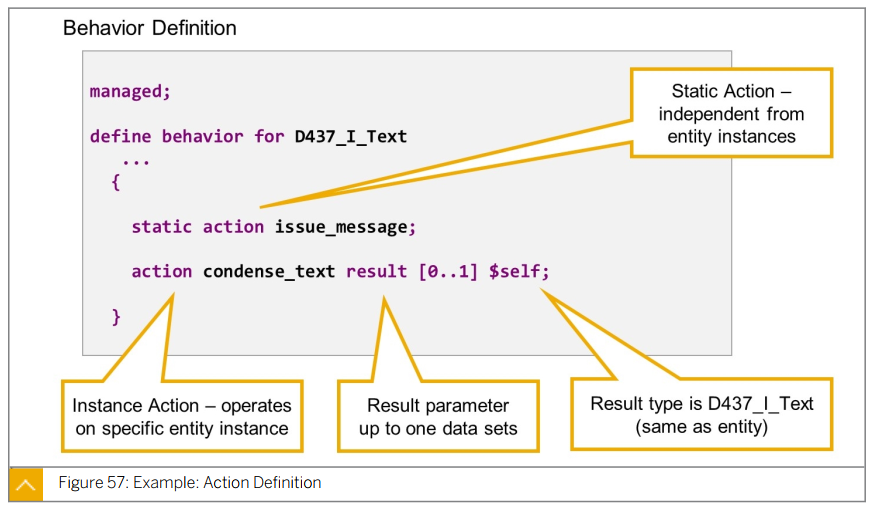 Behavior Definition
managed;
define behavior for D437_I_Text
...
{
static action issue_message;
action condense_text result [0..1] $self;
}
Static Action –
independent from
entity instances
Instance Action – operates
on specific entity instance
Result parameter
up to one data sets
Result type is D437_I_Text
(same as entity)
Figure 57: Example: Action Definition